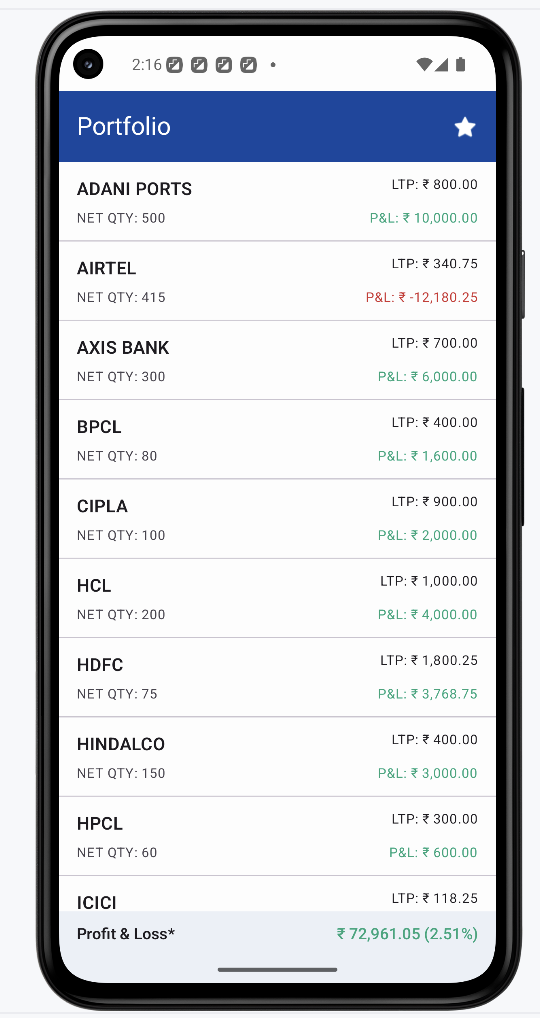 2:16
Portfolio
ADANI PORTS LTP: ₹ 800.00
NET QTY: 500 P&L: ₹ 10,000.00
AIRTEL LTP: ₹ 340.75
NET QTY: 415 P&L: ₹ -12,180.25
AXIS BANK LTP: ₹ 700.00
NET QTY: 300 P&L: ₹ 6,000.00
BPCL LTP: ₹ 400.00
NET QTY: 80 P&L: ₹ 1,600.00
CIPLA LTP: ₹ 900.00
NET QTY: 100 P&L: ₹ 2,000.00
HCL LTP: ₹ 1,000.00
NET QTY: 200 P&L: ₹ 4,000.00
HDFC LTP: ₹ 1,800.25
NET QTY: 75 P&L: ₹ 3,768.75
HINDALCO LTP: ₹ 400.00
NET QTY: 150 P&L: ₹ 3,000.00
HPCL LTP: ₹ 300.00
NET QTY: 60 P&L: ₹ 600.00
ICICI LTP: ₹ 118.25
Profit & Loss* ₹ 72,961.05 (2.51%)